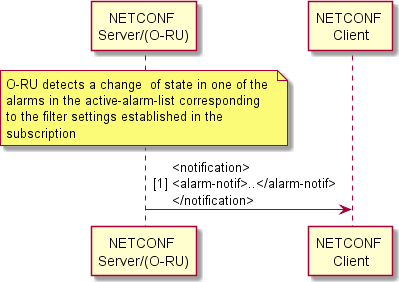 NETCONF
Server/(O-RU)
NETCONF
Client
O-RU detects a change  of state in one of the
alarms in the active-alarm-list corresponding
to the filter settings established in the
subscription
<notification>
[1] <alarm-notif>..</alarm-notif>
</notification>
NETCONF
Server/(O-RU)
NETCONF
Client